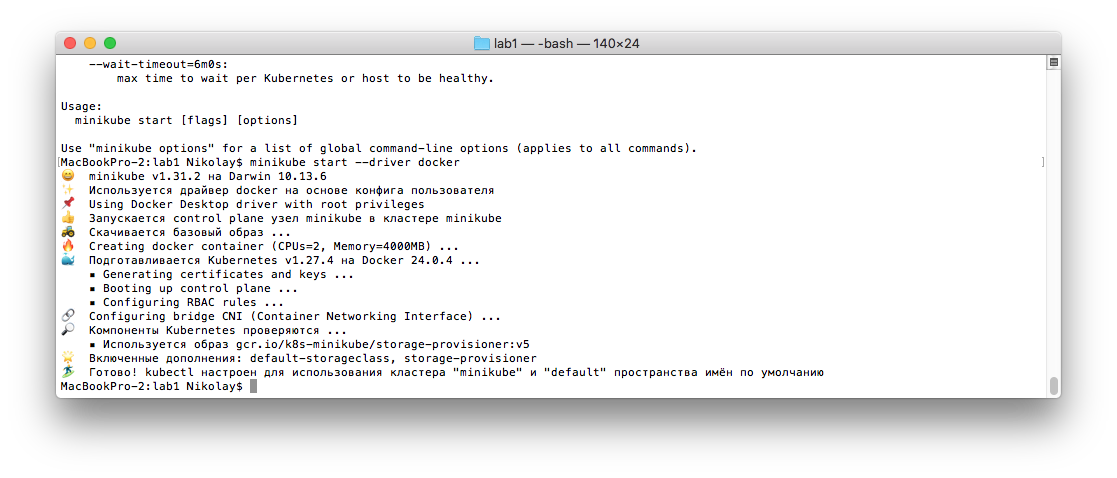 lab1 — -bash — 140×24
--wait-timeout=6m0s:
max time to wait per Kubernetes or host to be healthy.
Usage:
minikube start [flags] [options]
Use "minikube options" for a list of global command-line options (applies to all commands).
[MacBookPro-2:lab1 Nikolay$ minikube start --driver docker ]
😄 minikube v1.31.2 на Darwin 10.13.6
✨ Используется драйвер docker на основе конфига пользователя
📌 Using Docker Desktop driver with root privileges
👍 Запускается control plane узел minikube в кластере minikube
🚜 Скачивается базовый образ ...
🔥 Creating docker container (CPUs=2, Memory=4000MB) ...
🐳 Подготавливается Kubernetes v1.27.4 на Docker 24.0.4 ...
▪ Generating certificates and keys ...
▪ Booting up control plane ...
▪ Configuring RBAC rules ...
🔗 Configuring bridge CNI (Container Networking Interface) ...
🔎 Компоненты Kubernetes проверяются ...
▪ Используется образ gcr.io/k8s-minikube/storage-provisioner:v5
🌟 Включенные дополнения: default-storageclass, storage-provisioner
🏄 Готово! kubectl настроен для использования кластера "minikube" и "default" пространства имён по умолчанию
MacBookPro-2:lab1 Nikolay$